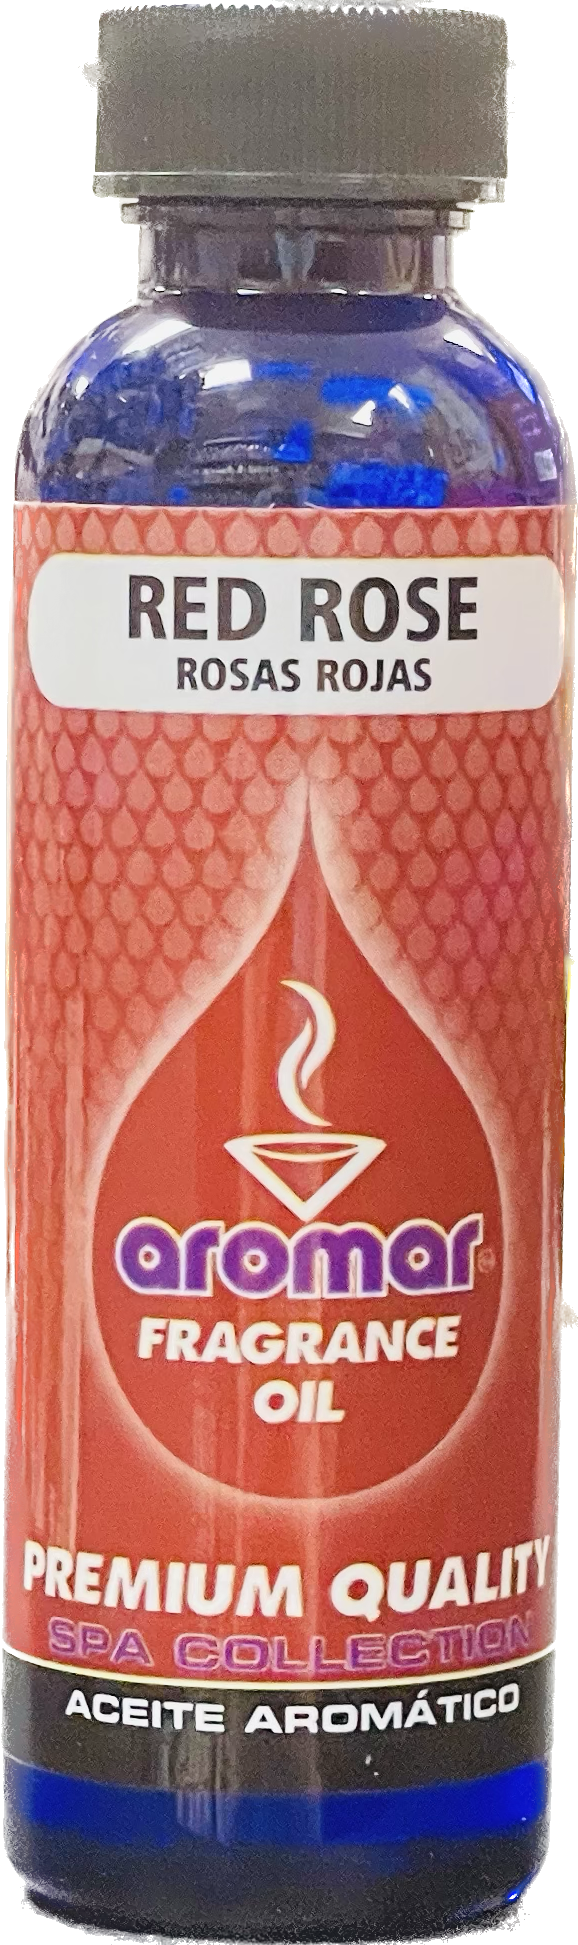 RED ROSE
ROSAS ROJAS
aromar
FRAGRANCE
OIL
PREMIUM QUALITY
SPA COLLECTION
ACEITE AROMÁTICO